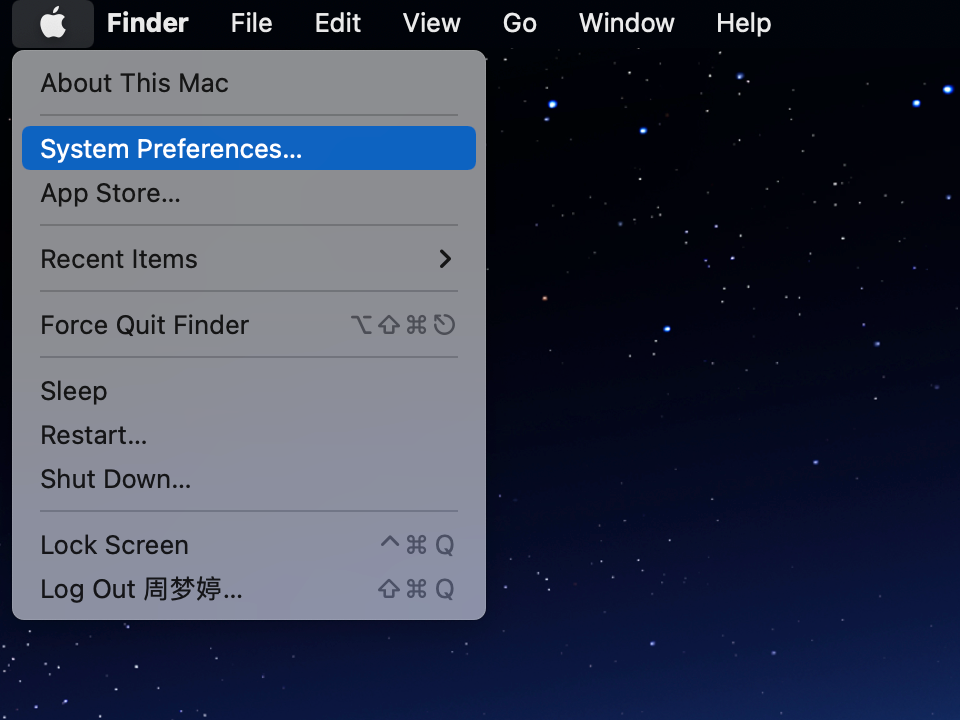 Finder File Edit View Go Window Help
About This Mac
System Preferences...
App Store...
Recent Items
Force Quit Finder ⌥⇧⌘⎋
Sleep
Restart...
Shut Down...
Lock Screen ^⌘Q
Log Out 周梦婷... ⇧⌘Q